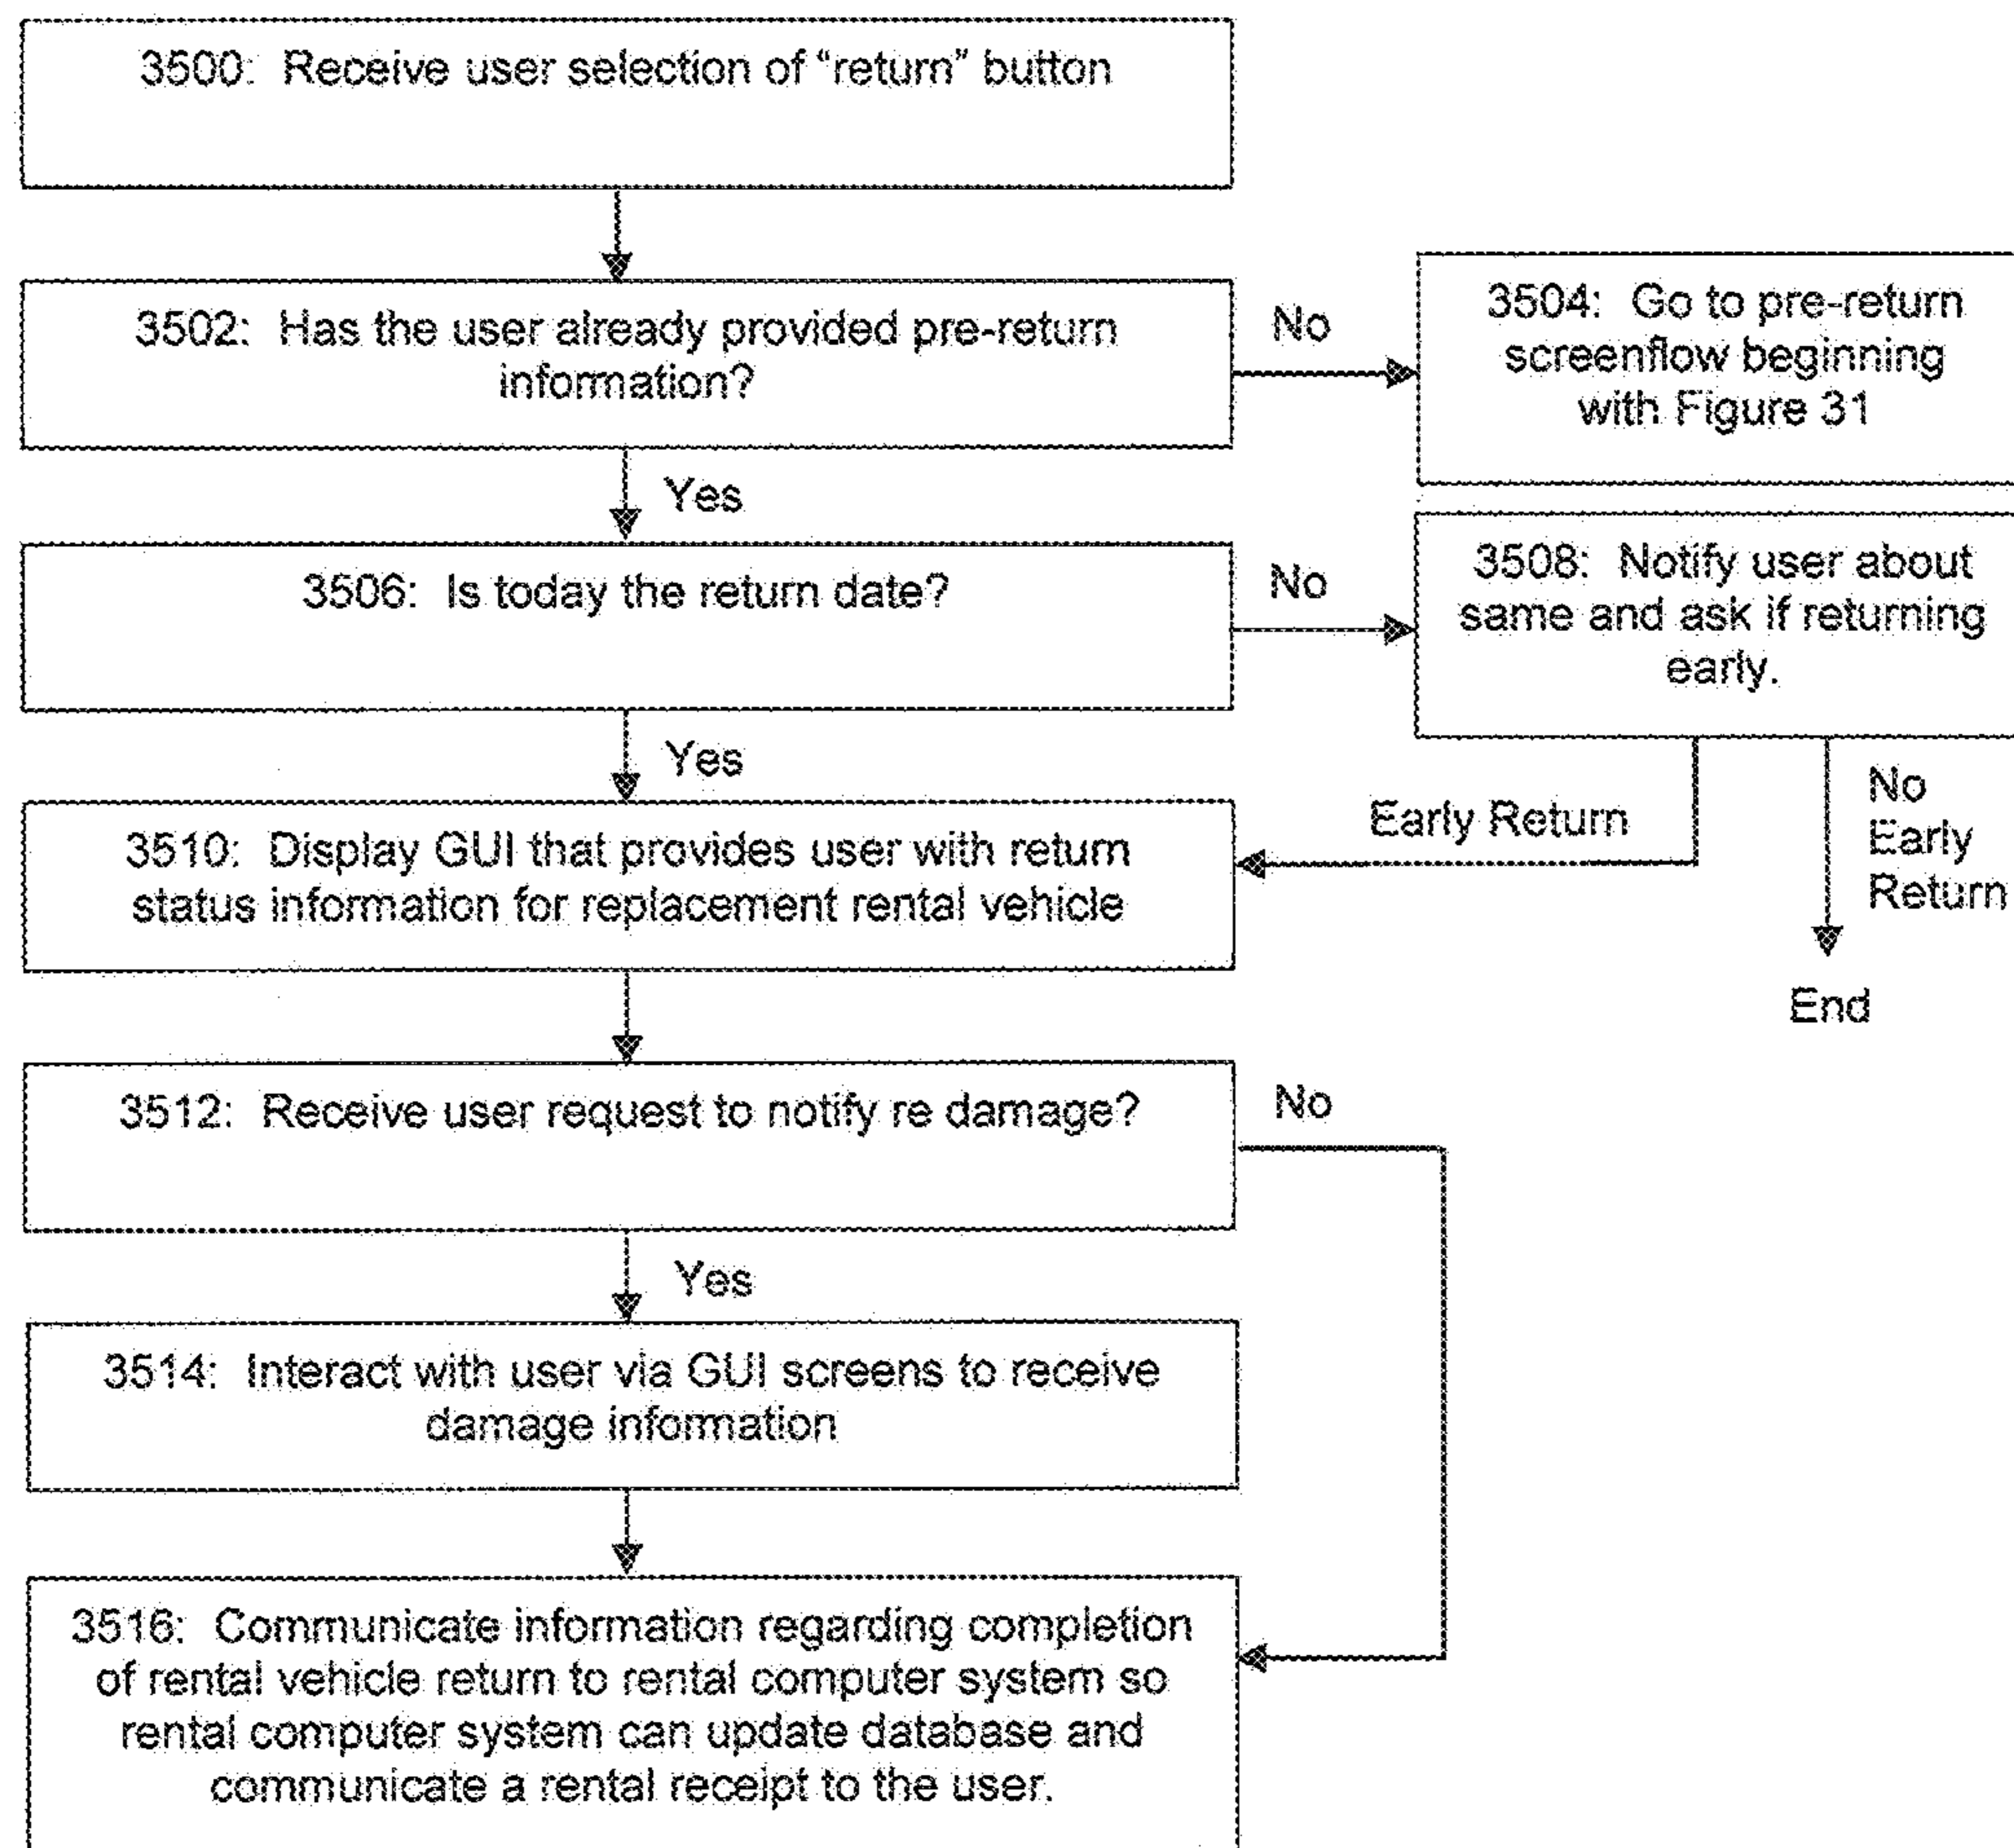 3500: Receive user selection of “return” button
3502: Has the user already provided pre-return
information?
No
3504: Go to pre-return
screenflow beginning
with Figure 31
Yes
3506: Is today the return date?
No
3508: Notify user about
same and ask if returning
early.
Yes
Early Return
No
Early
Return
End
3510: Display GUI that provides user with return
status information for replacement rental vehicle
3512: Receive user request to notify re damage?
No
Yes
3514: Interact with user via GUI screens to receive
damage information
3516: Communicate information regarding completion
of rental vehicle return to rental computer system so
rental computer system can update database and
communicate a rental receipt to the user.